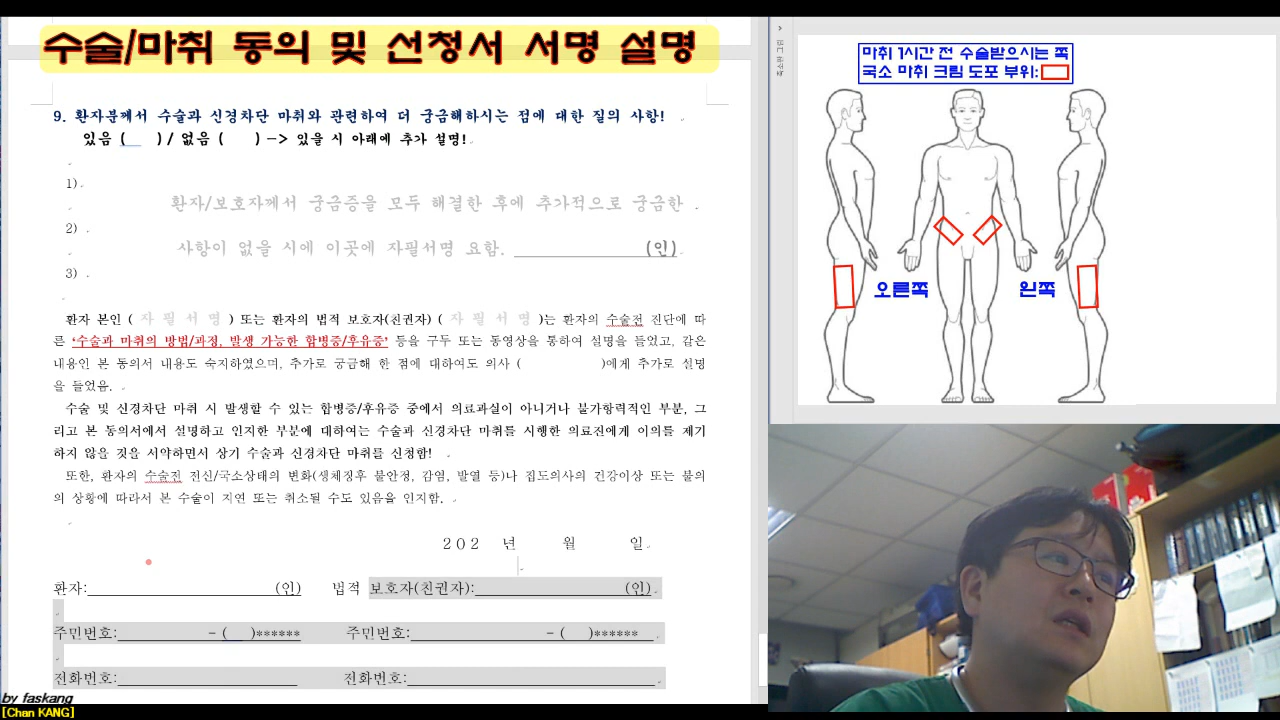 수술/마취 동의 및 신청서 서명 설명
9. 환자분께서 수술과 신경차단 마취와 관련하여 더 궁금해하시는 점에 대한 질의 사항!
있음 (   ) / 없음 (   ) -> 있을 시 아래에 추가 설명!
1)
환자/보호자께서 궁금증을 모두 해결한 후에 추가적으로 궁금한
2)
사항이 없을 시에 이곳에 자필서명 요함. ______________(인)
3)
환자 본인 ( 자 필 서 명 ) 또는 환자의 법적 보호자(친권자) ( 자 필 서 명 )는 환자의 수술전 진단에 따
른 '수술과 마취의 방법/과정, 발생 가능한 합병증/후유증' 등을 구두 또는 동영상을 통하여 설명을 들었고, 같은
내용인 본 동의서 내용도 숙지하였으며, 추가로 궁금해 한 점에 대하여도 의사 (               )에게 추가로 설명
을 들었음.
수술 및 신경차단 마취 시 발생할 수 있는 합병증/후유증 중에서 의료과실이 아니거나 불가항력적인 부분, 그
리고 본 동의서에서 설명하고 인지한 부분에 대하여는 수술과 신경차단 마취를 시행한 의료진에게 이의를 제기
하지 않을 것을 서약하면서 상기 수술과 신경차단 마취를 신청함!
또한, 환자의 수술전 전신/국소상태의 변화(생체징후 불안정, 감염, 발열 등)나 집도의사의 건강이상 또는 불의
의 상황에 따라서 본 수술이 지연 또는 취소될 수도 있음을 인지함.
202  년    월    일
환자:____________________(인)   법적 보호자(친권자):________________(인)
주민번호:__________ - (   )******   주민번호:________________ - (   )******
전화번호:____________________   전화번호:____________________
by faskang
[Chan KANG]
마취 1시간 전 수술받으시는 쪽
국소 마취 크림 도포 부위:
오른쪽
왼쪽